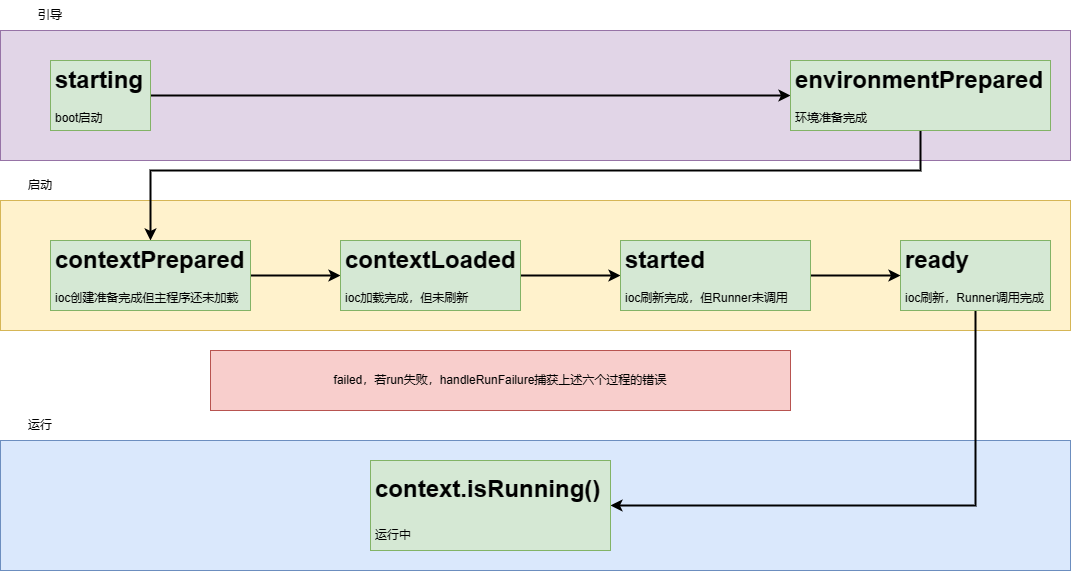 引导
starting
boot启动
environmentPrepared
环境准备完成
启动
contextPrepared
ioc创建准备完成但主程序还未加载
contextLoaded
ioc加载完成，但未刷新
started
ioc刷新完成，但Runner未调用
ready
ioc刷新，Runner调用完成
failed，若run失败，handleRunFailure捕获上述六个过程的错误
运行
context.isRunning()
运行中